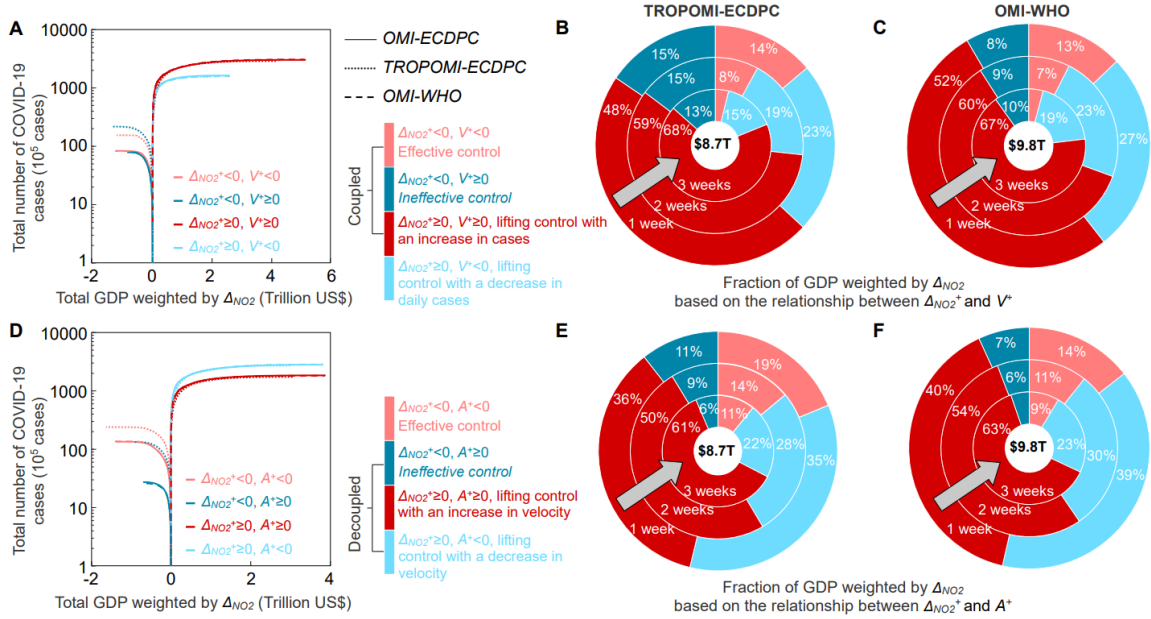 TROPOMI-ECDPC
OMI-WHO
A
10000
1000
100
10
1
-2
0
2
4
6
Total number of COVID-19
cases (10⁵ cases)
Total GDP weighted by Δ_NO2 (Trillion US$)
Δ_NO2⁺<0, V⁺<0
Δ_NO2⁺<0, V⁺≥0
Δ_NO2⁺≥0, V⁺≥0
Δ_NO2⁺≥0, V⁺<0
OMI-ECDPC
TROPOMI-ECDPC
OMI-WHO
Coupled
Δ_NO2⁺<0, V⁺<0
Effective control
Δ_NO2⁺<0, V⁺≥0
Ineffective control
Δ_NO2⁺≥0, V⁺≥0, lifting control with
an increase in cases
Δ_NO2⁺≥0, V⁺<0, lifting
control with a decrease in
daily cases
B
15%
14%
15%
8%
13%
15%
19%
23%
48%
59%
68%
$8.7T
3 weeks
2 weeks
1 week
C
8%
13%
9%
7%
10%
19%
23%
27%
52%
60%
67%
$9.8T
3 weeks
2 weeks
1 week
Fraction of GDP weighted by Δ_NO2
based on the relationship between Δ_NO2⁺ and V⁺
D
10000
1000
100
10
1
-2
0
2
4
Total number of COVID-19
cases (10⁵ cases)
Total GDP weighted by Δ_NO2 (Trillion US$)
Δ_NO2⁺<0, A⁺<0
Δ_NO2⁺<0, A⁺≥0
Δ_NO2⁺≥0, A⁺≥0
Δ_NO2⁺≥0, A⁺<0
Decoupled
Δ_NO2⁺<0, A⁺<0
Effective control
Δ_NO2⁺<0, A⁺≥0
Ineffective control
Δ_NO2⁺≥0, A⁺≥0, lifting control
with an increase in velocity
Δ_NO2⁺≥0, A⁺<0, lifting
control with a decrease in
velocity
E
11%
19%
9%
14%
6%
11%
22%
28%
35%
36%
50%
61%
$8.7T
3 weeks
2 weeks
1 week
F
7%
14%
6%
11%
9%
23%
30%
39%
40%
54%
63%
$9.8T
3 weeks
2 weeks
1 week
Fraction of GDP weighted by Δ_NO2
based on the relationship between Δ_NO2⁺ and A⁺